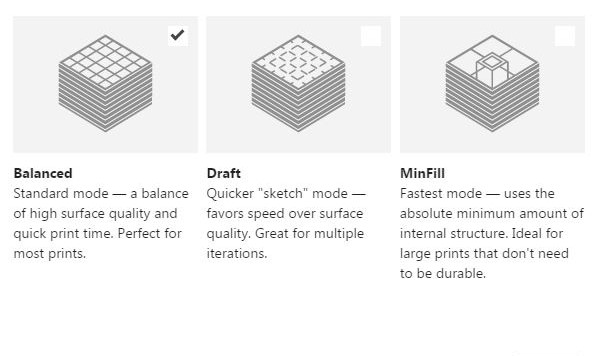 Balanced
Standard mode — a balance
of high surface quality and
quick print time. Perfect for
most prints.
Draft
Quicker "sketch" mode —
favors speed over surface
quality. Great for multiple
iterations.
MinFill
Fastest mode — uses the
absolute minimum amount of
internal structure. Ideal for
large prints that don't need
to be durable.